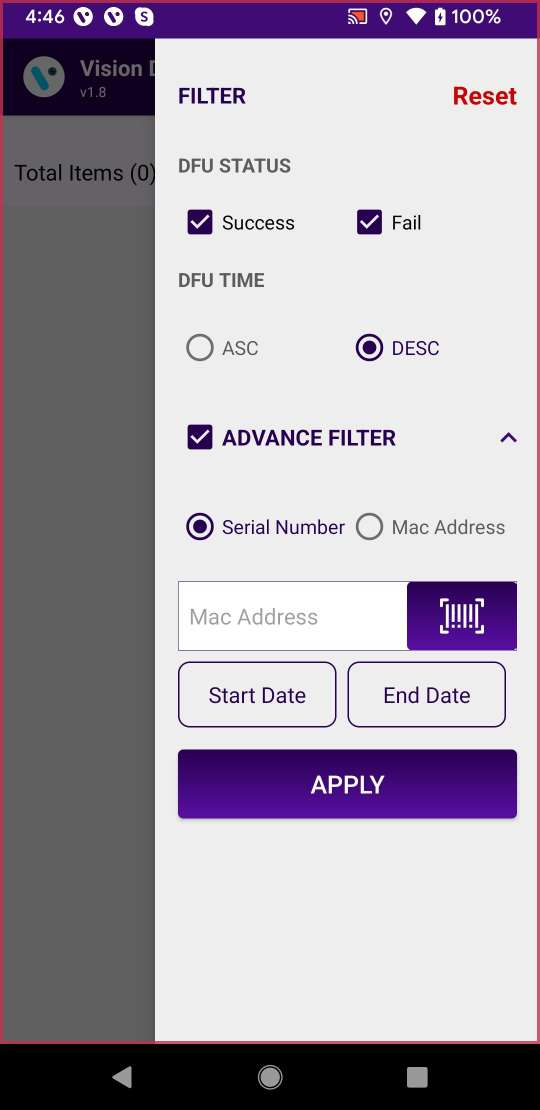 4:46 100%
Vision D
v1.8
Total Items (0)
FILTER Reset
DFU STATUS
Success Fail
DFU TIME
ASC DESC
ADVANCE FILTER
Serial Number Mac Address
Mac Address
Start Date End Date
APPLY